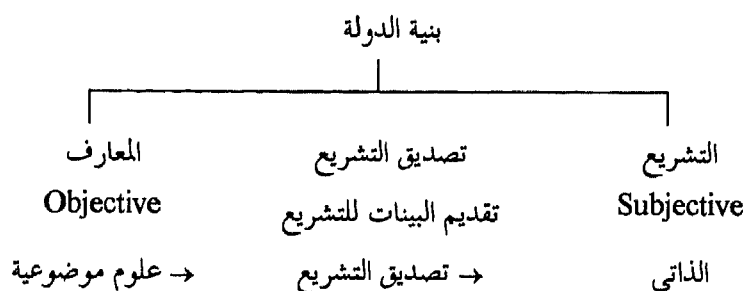 بنية الدولة
التشريع تصديق التشريع المعارف
Subjective تقديم البينات للتشريع Objective
الذاتي → تصديق التشريع → علوم موضوعية